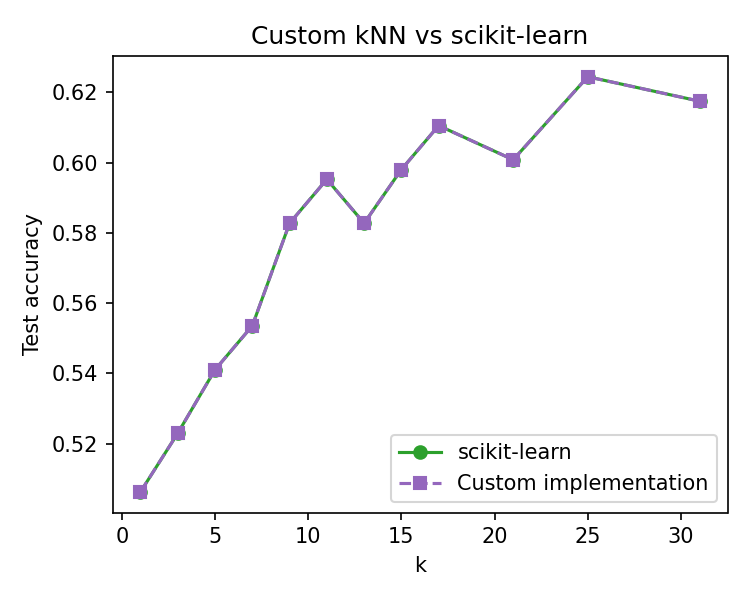 Custom kNN vs scikit-learn
Test accuracy
0.62
0.60
0.58
0.56
0.54
0.52
scikit-learn
Custom implementation
0 5 10 15 20 25 30
k